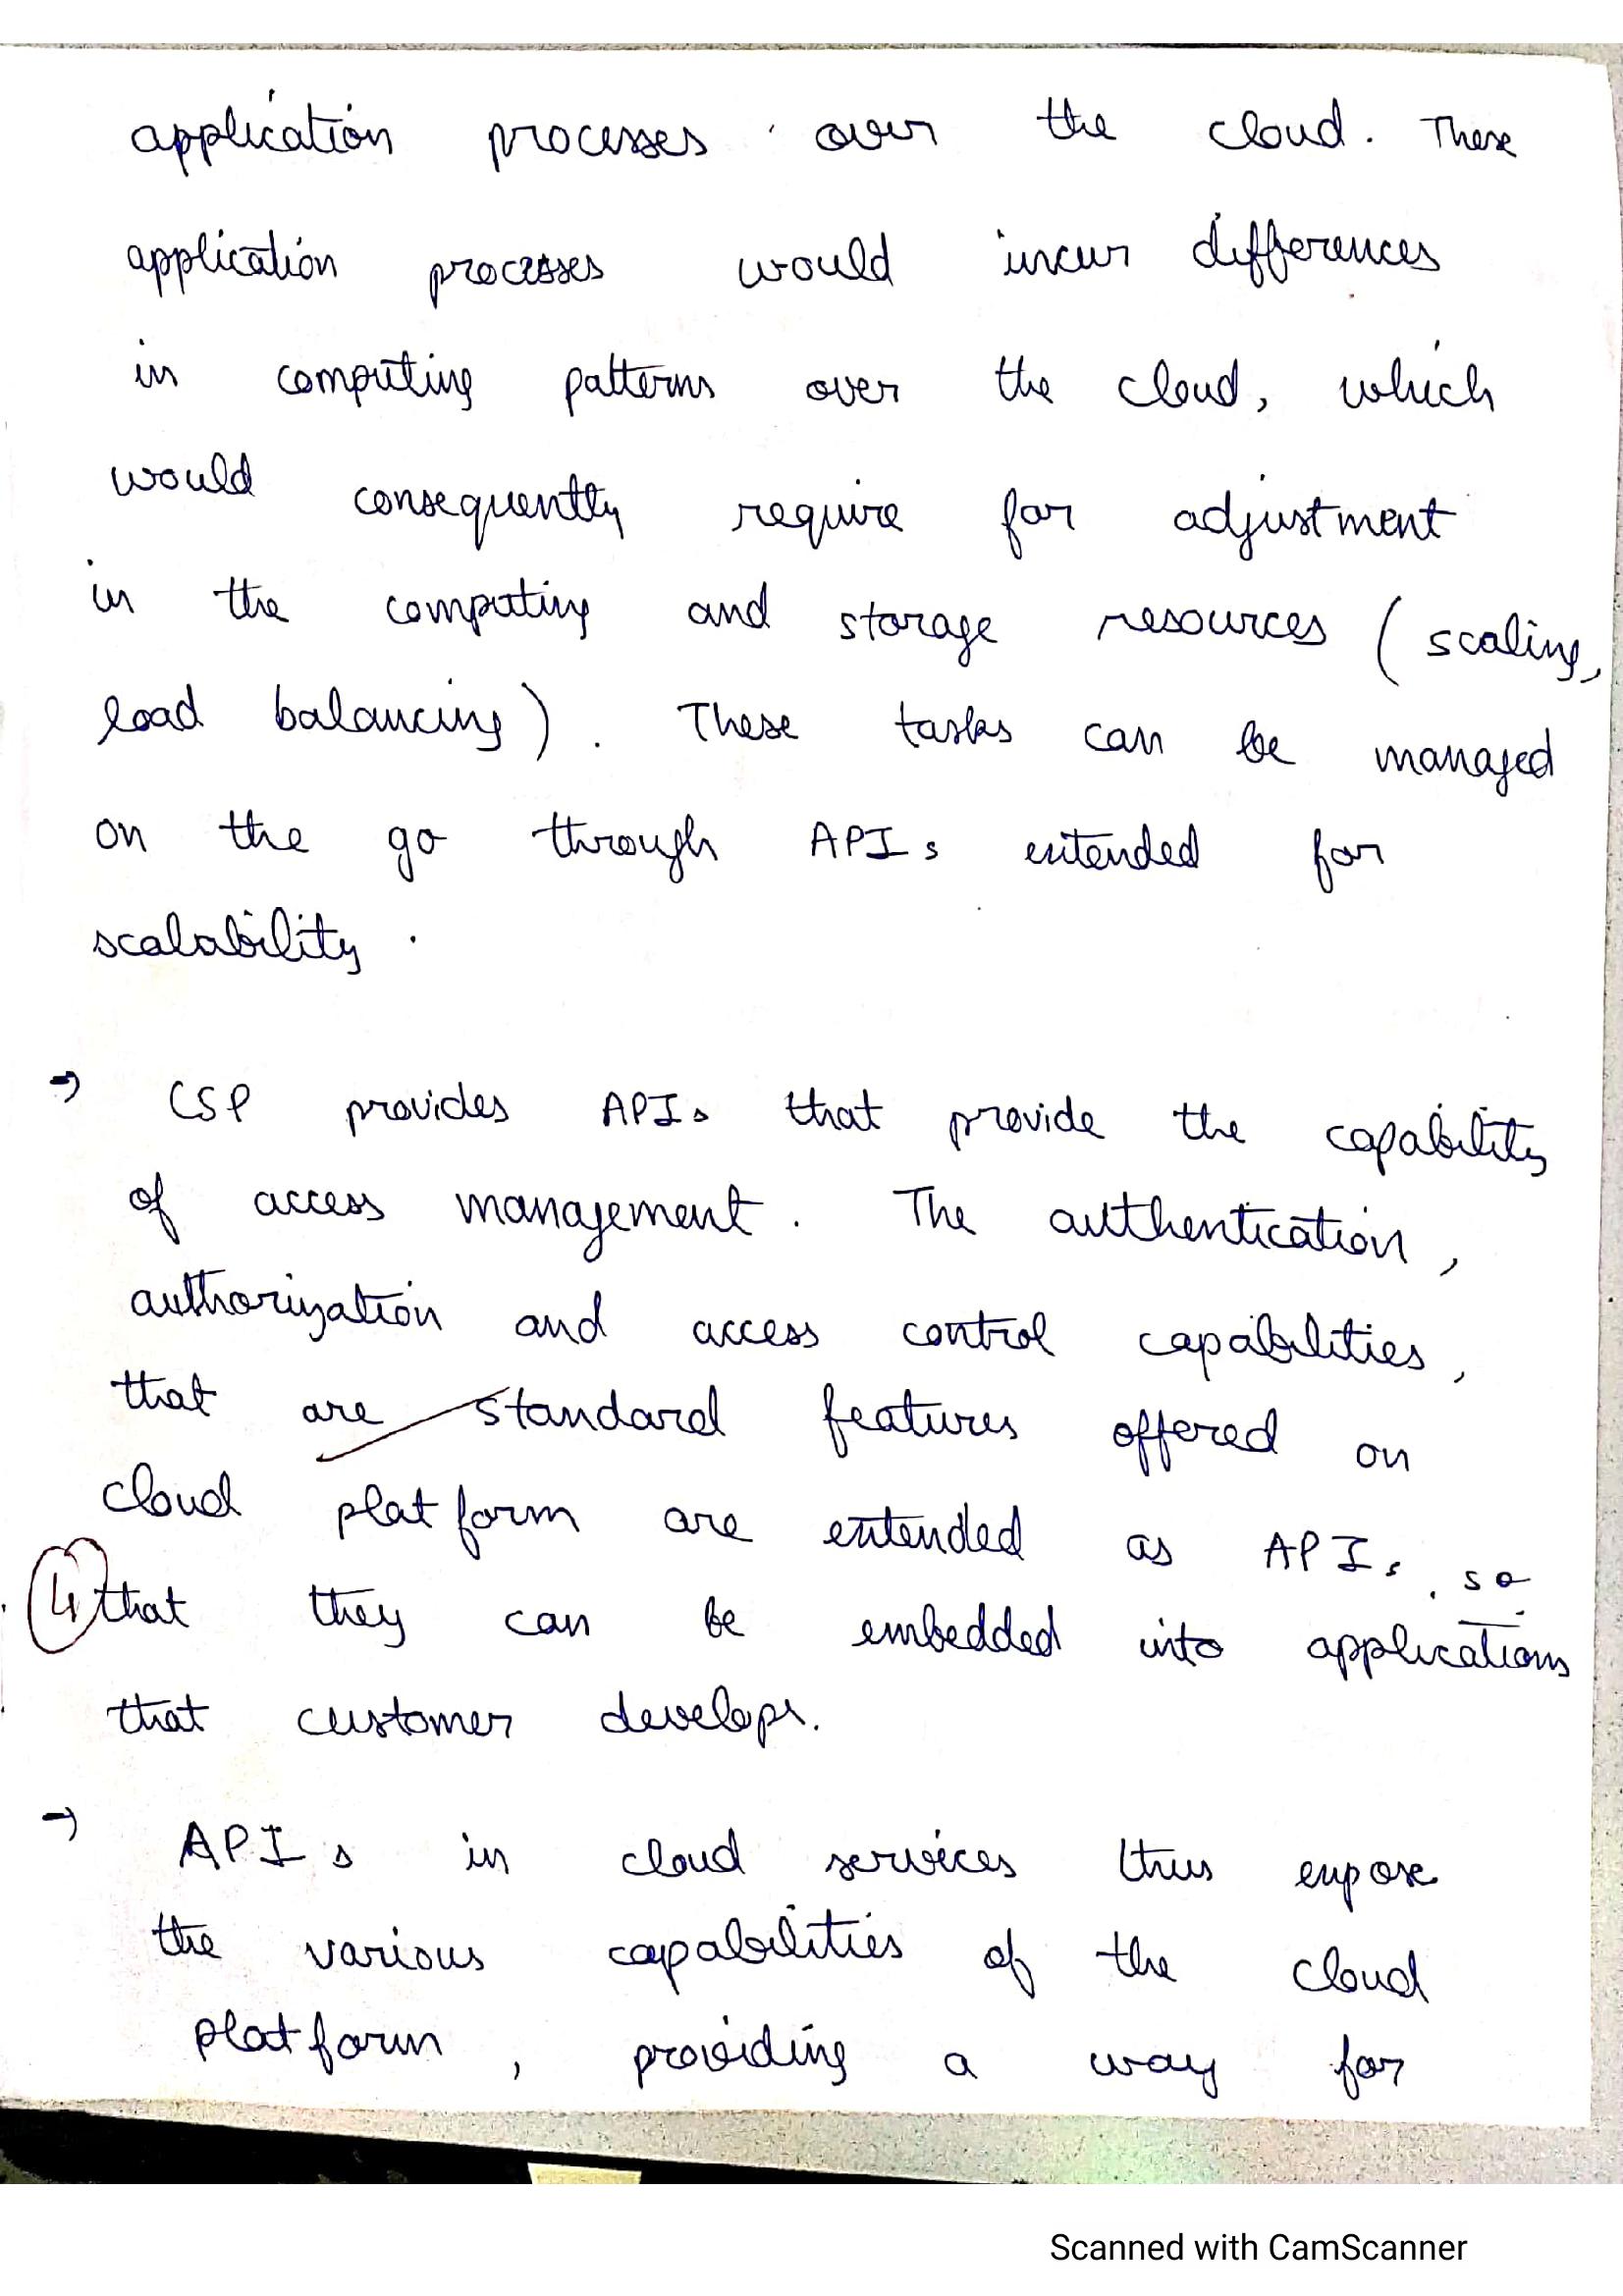 application processes over the cloud. These
application processes would incur differences
in computing patterns over the cloud, which
would consequently require for adjustment
in the computing and storage resources (scaling,
load balancing). These tasks can be managed
on the go through APIs extended for
scalability.
→ CSP provides APIs that provide the capability
of access management. The authentication,
authorization and access control capabilities,
that are standard features offered on
cloud platform are extended as APIs, so
4 that they can be embedded into applications
that customer develops.
→ APIs in cloud services thus expose
the various capabilities of the cloud
platform, providing a way for
Scanned with CamScanner